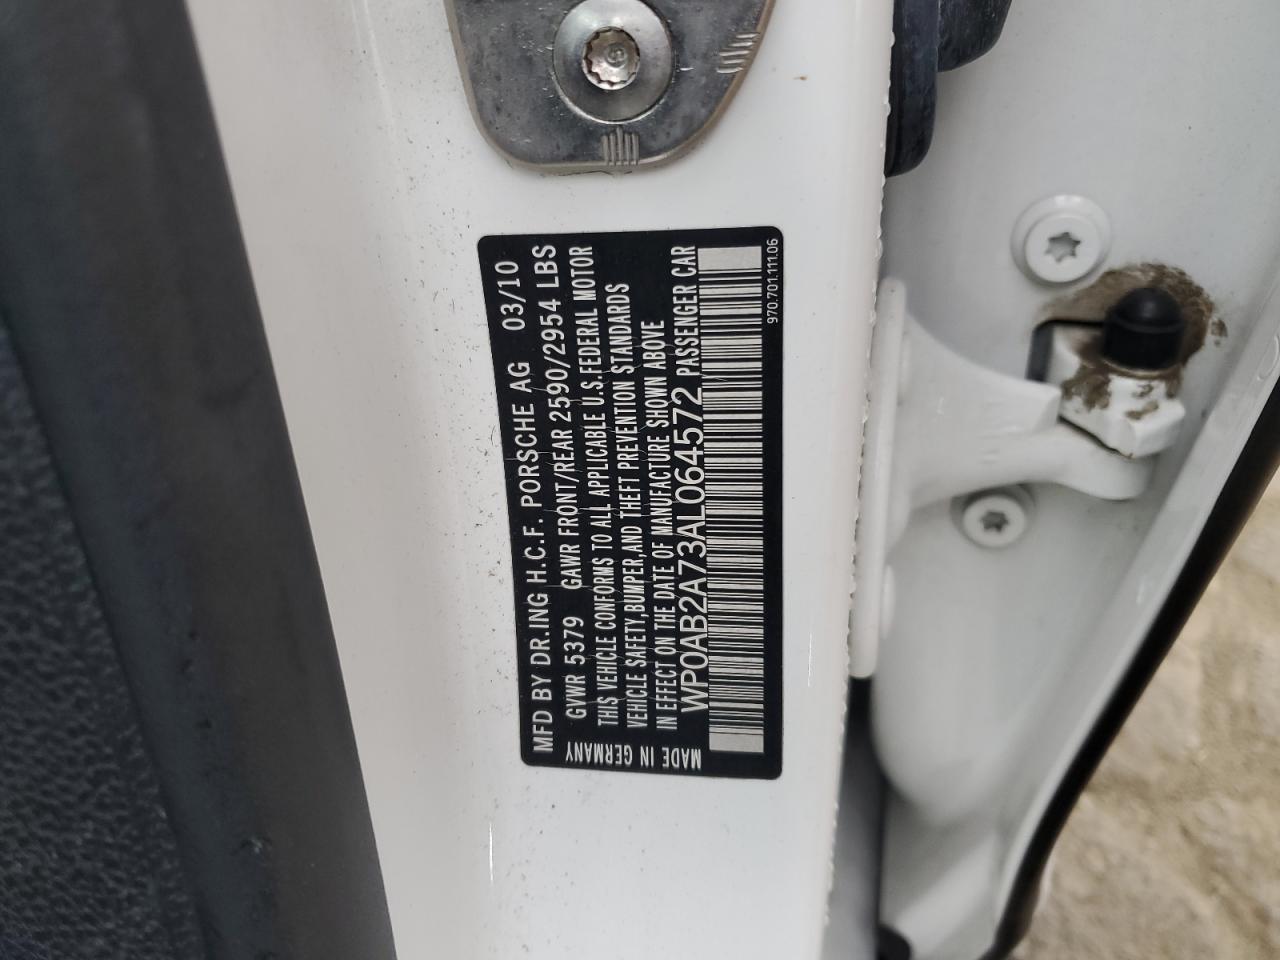 MFD BY DR.ING H.C.F. PORSCHE AG 03/10
GVWR 5379 GAWR FRONT/REAR 2590/2954 LBS
THIS VEHICLE CONFORMS TO ALL APPLICABLE U.S.FEDERAL MOTOR
VEHICLE SAFETY,BUMPER,AND THEFT PREVENTION STANDARDS
IN EFFECT ON THE DATE OF MANUFACTURE SHOWN ABOVE
WP0AB2A73AL064572 PASSENGER CAR
MADE IN GERMANY
970.701.111.06